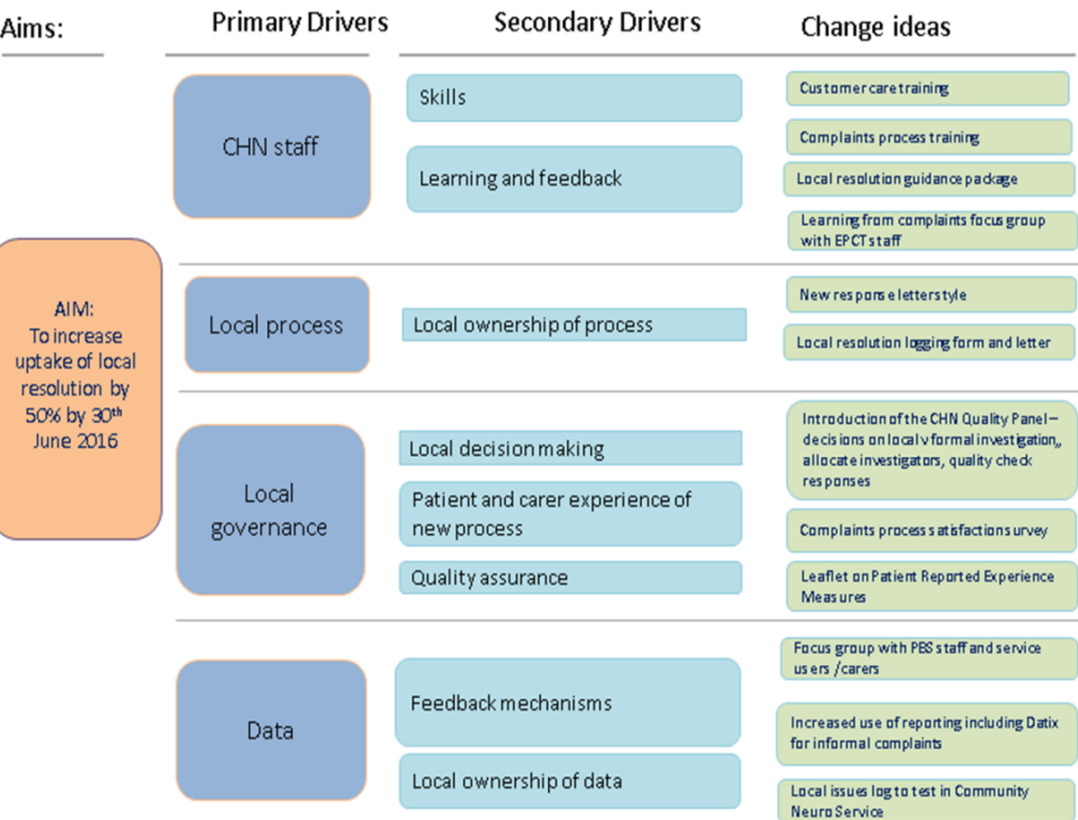 Aims:
Primary Drivers
Secondary Drivers
Change ideas
AIM:
To increase
uptake of local
resolution by
50% by 30th
June 2016
CHN staff
Skills
Learning and feedback
Customer care training
Complaints process training
Local resolution guidance package
Learning from complaints focus group
with EPCT staff
Local process
Local ownership of process
New response letter style
Local resolution logging form and letter
Local
governance
Local decision making
Patient and carer experience of
new process
Quality assurance
Introduction of the CHN Quality Panel –
decisions on local v formal investigation,,
allocate investigators, quality check
responses
Complaints process satisfaction survey
Leaflet on Patient Reported Experience
Measures
Data
Feedback mechanisms
Local ownership of data
Focus group with PBS staff and service
users /carers
Increased use of reporting including Datix
for informal complaints
Local issues log to test in Community
Neuro Service